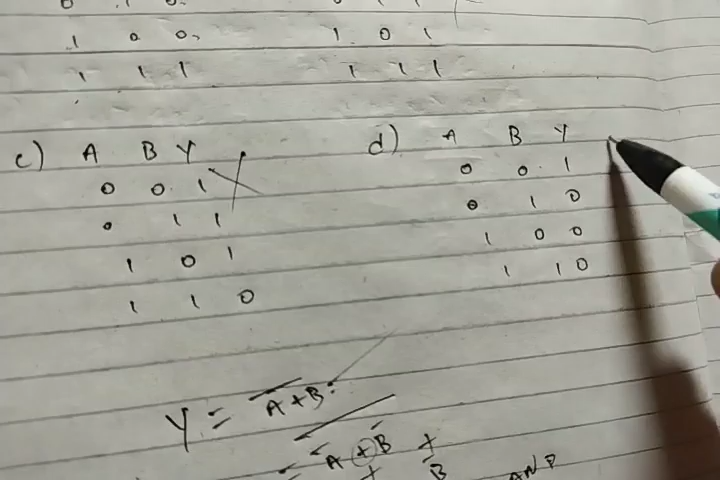 1 0 0 1 0 1
1 1 1 1 1 1
c) A B Y d) A B Y
0 0 1 0 0 1
0 1 1 0 1 0
1 0 1 1 0 0
1 1 0 1 1 0
Y = A+B
A + B +
+ B AND